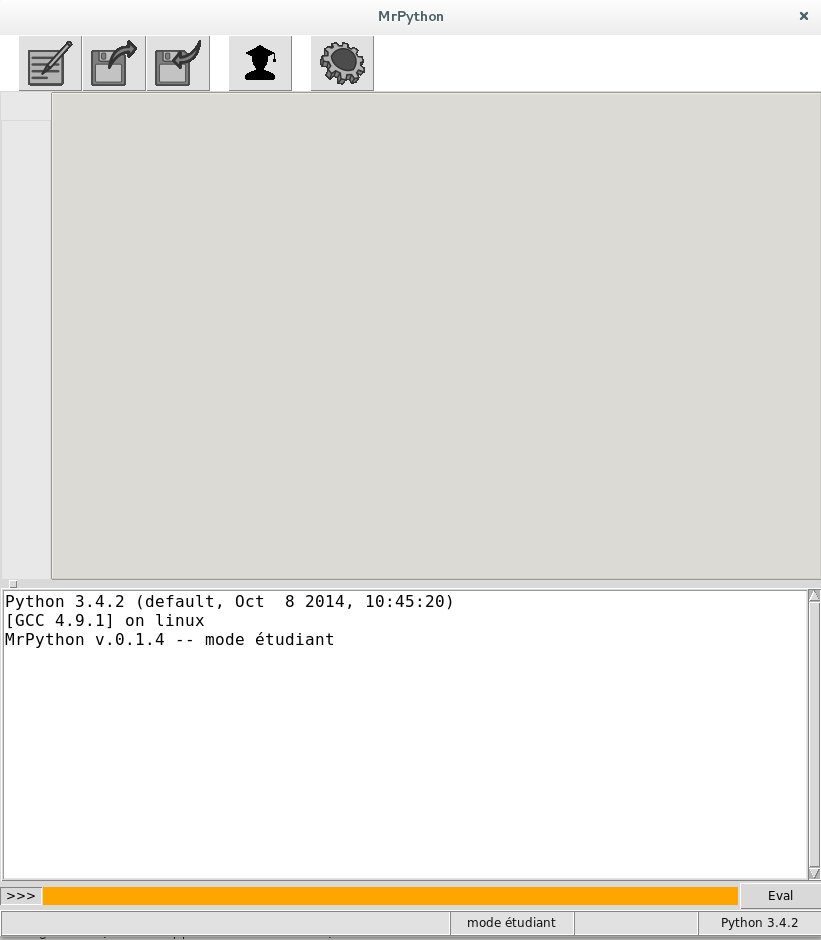 MrPython
Python 3.4.2 (default, Oct  8 2014, 10:45:20)
[GCC 4.9.1] on linux
MrPython v.0.1.4 -- mode étudiant
>>>
Eval
mode étudiant
Python 3.4.2